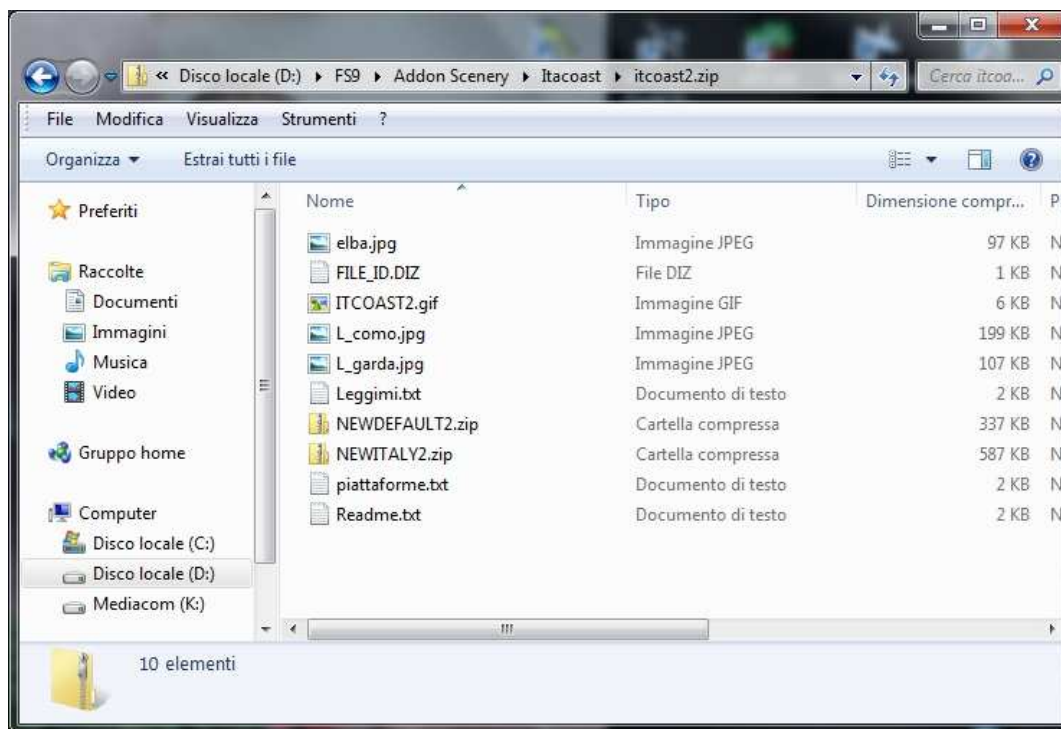 « Disco locale (D:) ▸ FS9 ▸ Addon Scenery ▸ Itacoast ▸ itcoast2.zip Cerca itcoa...
File Modifica Visualizza Strumenti ?
Organizza Estrai tutti i file
Preferiti
Raccolte
Documenti
Immagini
Musica
Video
Gruppo home
Computer
Disco locale (C:)
Disco locale (D:)
Mediacom (K:)
Nome Tipo Dimensione compr... P
elba.jpg Immagine JPEG 97 KB N
FILE_ID.DIZ File DIZ 1 KB N
ITCOAST2.gif Immagine GIF 6 KB N
L_como.jpg Immagine JPEG 199 KB N
L_garda.jpg Immagine JPEG 107 KB N
Leggimi.txt Documento di testo 2 KB N
NEWDEFAULT2.zip Cartella compressa 337 KB N
NEWITALY2.zip Cartella compressa 587 KB N
piattaforme.txt Documento di testo 2 KB N
Readme.txt Documento di testo 2 KB N
10 elementi